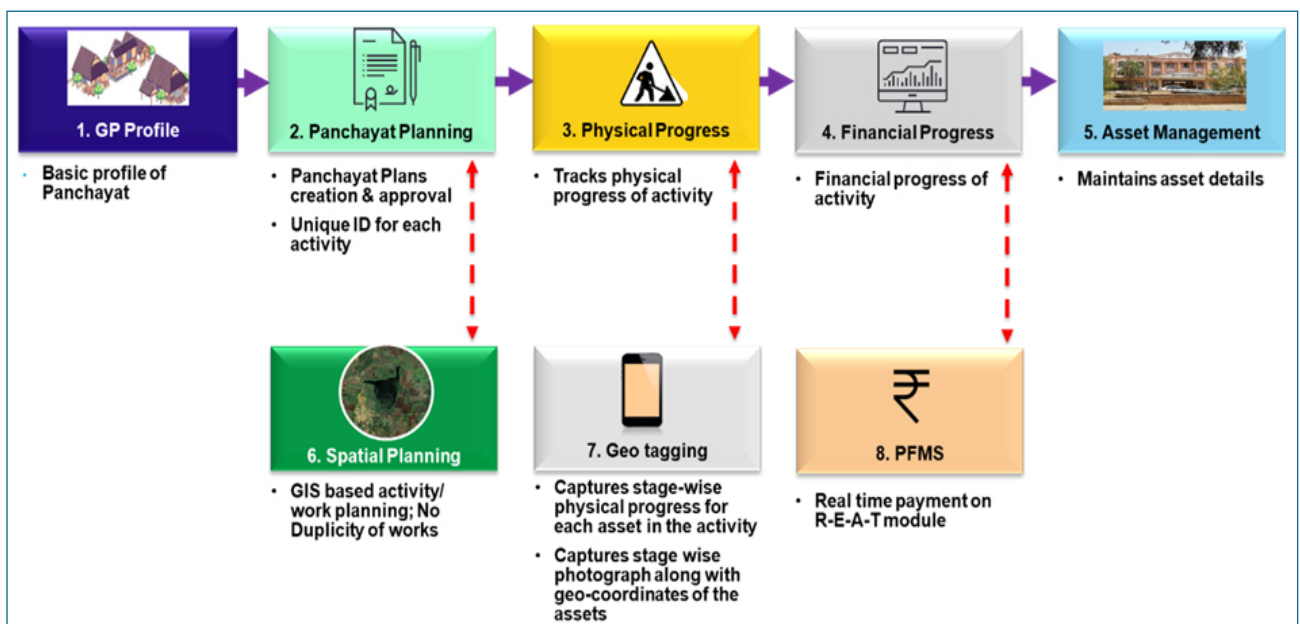 1. GP Profile
2. Panchayat Planning
3. Physical Progress
4. Financial Progress
5. Asset Management
• Basic profile of
Panchayat
• Panchayat Plans
creation & approval
• Unique ID for each
activity
• Tracks physical
progress of activity
• Financial progress of
activity
• Maintains asset details
6. Spatial Planning
7. Geo tagging
₹
8. PFMS
• GIS based activity/
work planning; No
Duplicity of works
• Captures stage-wise
physical progress for
each asset in the activity
• Captures stage wise
photograph along with
geo-coordinates of the
assets
• Real time payment on
R-E-A-T module